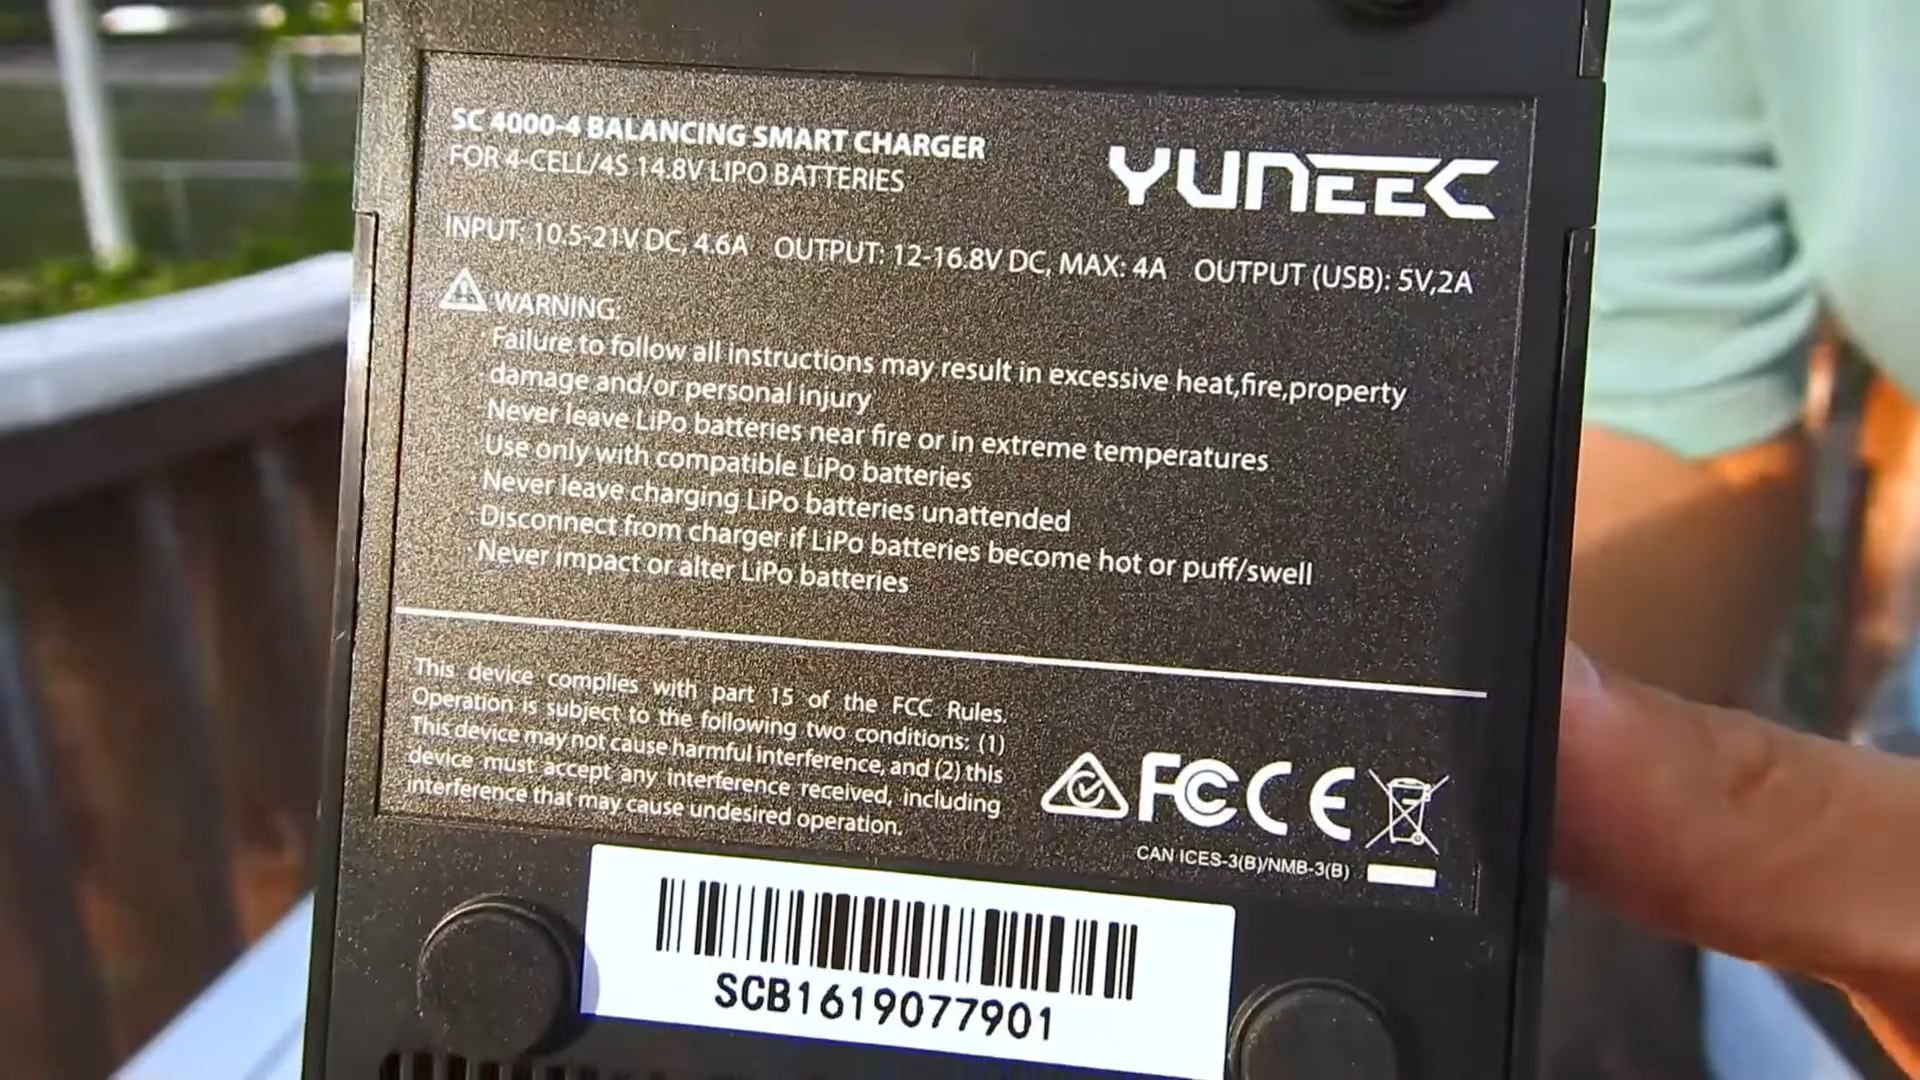 SC 4000-4 BALANCING SMART CHARGER
FOR 4-CELL/4S 14.8V LIPO BATTERIES
YUNEEC
INPUT: 10.5-21V DC, 4.6A OUTPUT: 12-16.8V DC, MAX: 4A OUTPUT (USB): 5V,2A
WARNING:
Failure to follow all instructions may result in excessive heat,fire,property
damage and/or personal injury
·Never leave LiPo batteries near fire or in extreme temperatures
·Use only with compatible LiPo batteries
·Never leave charging LiPo batteries unattended
·Disconnect from charger if LiPo batteries become hot or puff/swell
·Never impact or alter LiPo batteries
This device complies with part 15 of the FCC Rules.
Operation is subject to the following two conditions: (1)
This device may not cause harmful interference, and (2) this
device must accept any interference received, including
interference that may cause undesired operation.
FC CE
CAN ICES-3(B)/NMB-3(B)
SCB1619077901